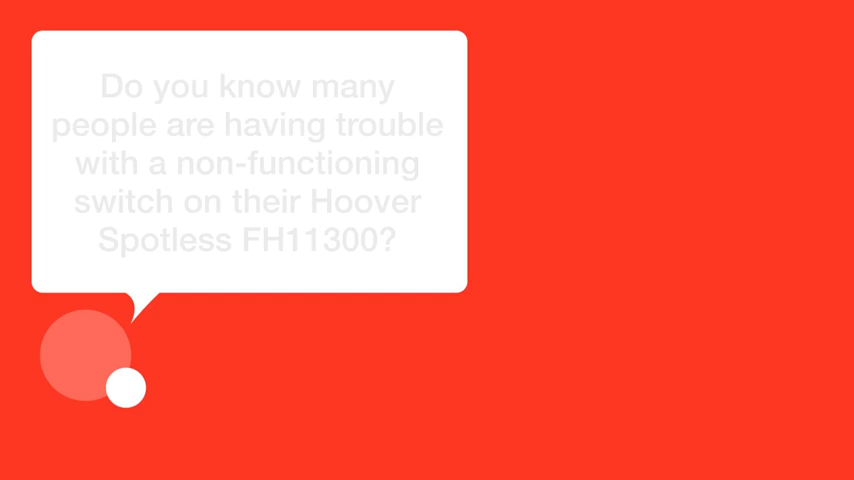 Do you know many
people are having trouble
with a non-functioning
switch on their Hoover
Spotless FH11300?